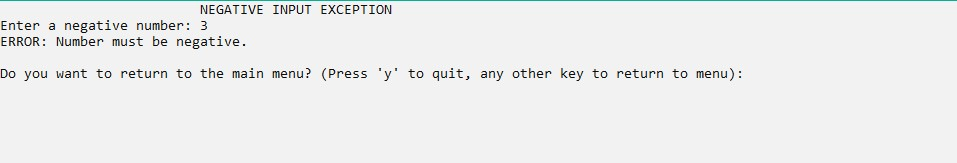 NEGATIVE INPUT EXCEPTION
Enter a negative number: 3
ERROR: Number must be negative.
Do you want to return to the main menu? (Press 'y' to quit, any other key to return to menu):